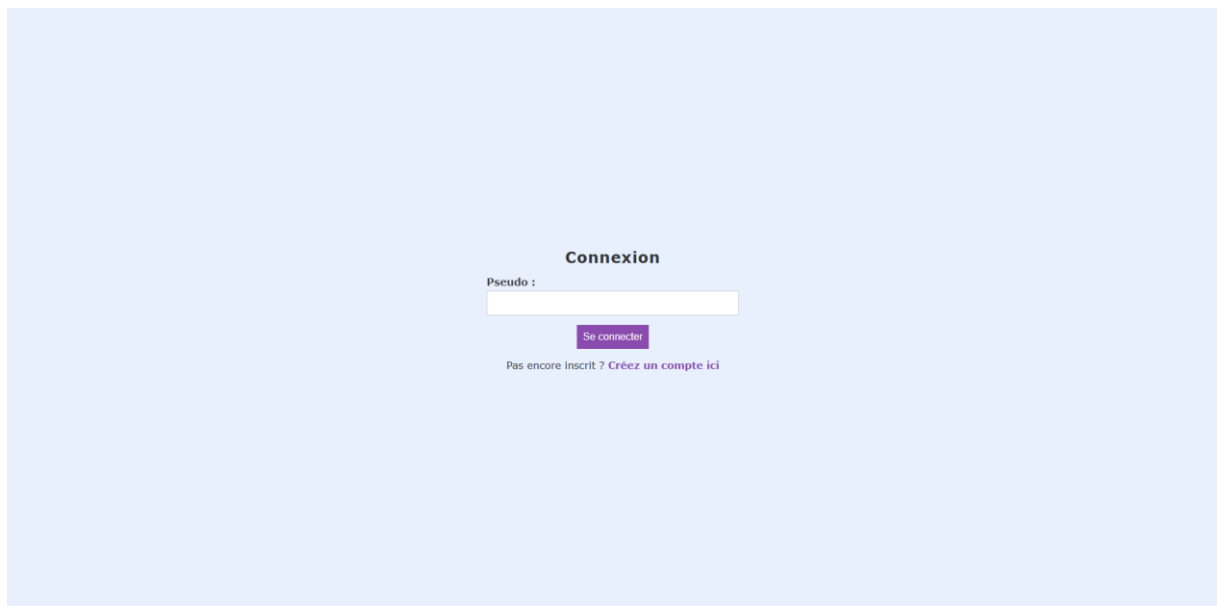 Connexion
Pseudo :
Se connecter
Pas encore inscrit ? Créez un compte ici